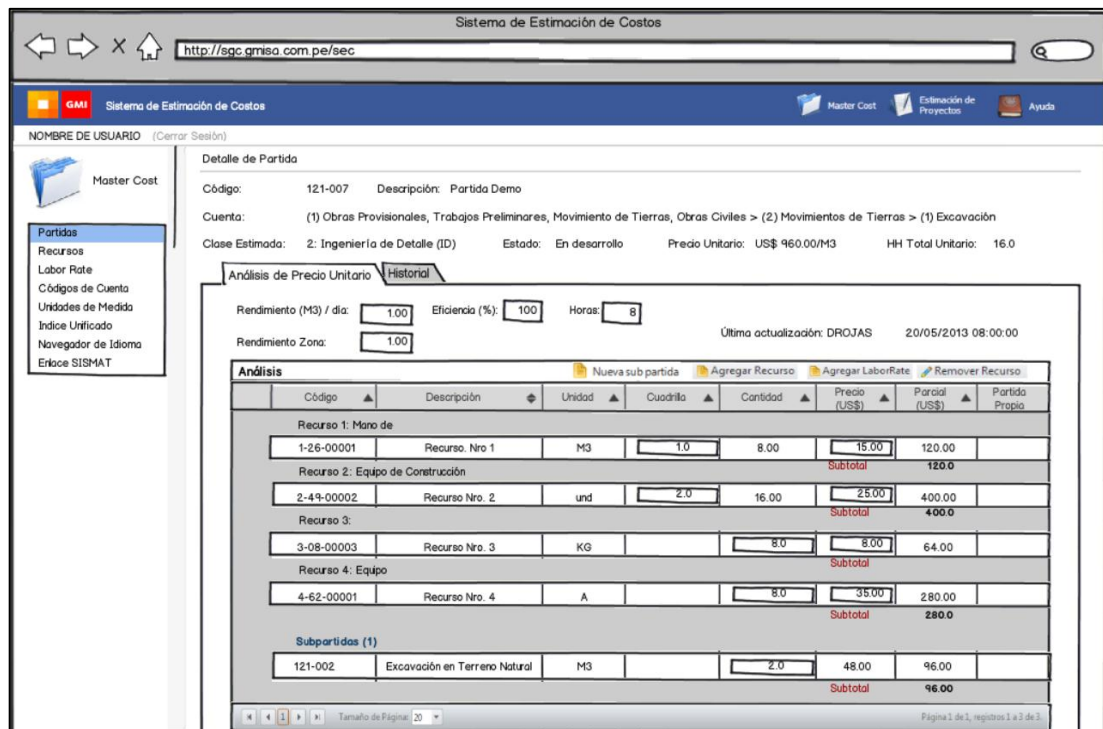 Sistema de Estimación de Costos
http://sgc.gmisa.com.pe/sec
GMI Sistema de Estimación de Costos Master Cost Estimación de Proyectos Ayuda
NOMBRE DE USUARIO (Cerrar Sesión)
Master Cost
Partidas
Recursos
Labor Rate
Códigos de Cuenta
Unidades de Medida
Indice Unificado
Navegador de Idioma
Enlace SISMAT
Detalle de Partida
Código: 121-007 Descripción: Partida Demo
Cuenta: (1) Obras Provisionales, Trabajos Preliminares, Movimiento de Tierras, Obras Civiles > (2) Movimientos de Tierras > (1) Excavación
Clase Estimada: 2: Ingeniería de Detalle (ID) Estado: En desarrollo Precio Unitario: US$ 960.00/M3 HH Total Unitario: 16.0
Análisis de Precio Unitario Historial
Rendimiento (M3) / día: 1.00 Eficiencia (%): 100 Horas: 8
Última actualización: DROJAS 20/05/2013 08:00:00
Rendimiento Zona: 1.00
Análisis Nueva sub partida Agregar Recurso Agregar LaborRate Remover Recurso
Código Descripción Unidad Cuadrilla Cantidad Precio (US$) Parcial (US$) Partida Propia
Recurso 1: Mano de
1-26-00001 Recurso. Nro 1 M3 1.0 8.00 15.00 120.00
Subtotal 120.0
Recurso 2: Equipo de Construcción
2-49-00002 Recurso Nro. 2 und 2.0 16.00 25.00 400.00
Subtotal 400.0
Recurso 3:
3-08-00003 Recurso Nro. 3 KG 8.0 8.00 64.00
Subtotal
Recurso 4: Equipo
4-62-00001 Recurso Nro. 4 A 8.0 35.00 280.00
Subtotal 280.0
Subpartidas (1)
121-002 Excavación en Terreno Natural M3 2.0 48.00 96.00
Subtotal 96.00
1 Tamaño de Página: 20 Página 1 de 1, registros 1 a 3 de 3.